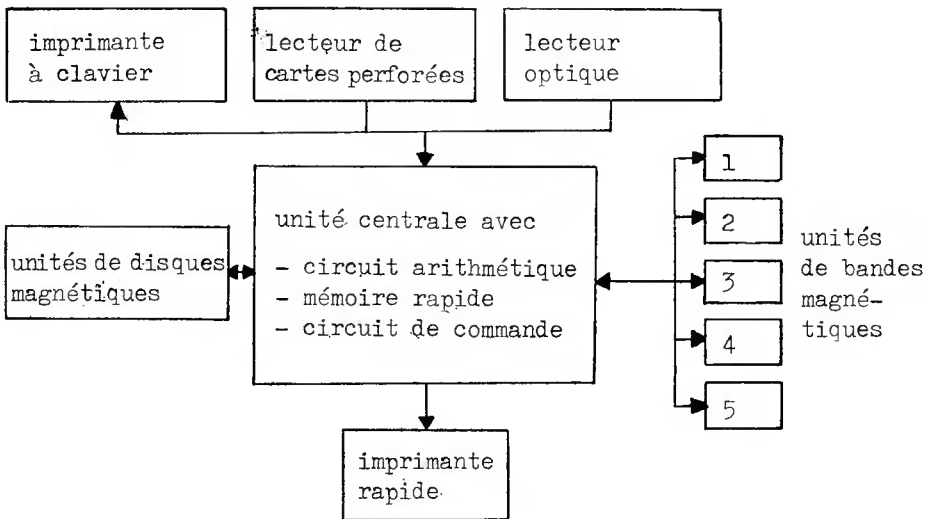 imprimante
à clavier
lecteur de
cartes perforées
lecteur
optique
unités de disques
magnétiques
unité centrale avec
- circuit arithmétique
- mémoire rapide
- circuit de commande
1
2
3
4
5
unités
de bandes
magné-
tiques
imprimante
rapide